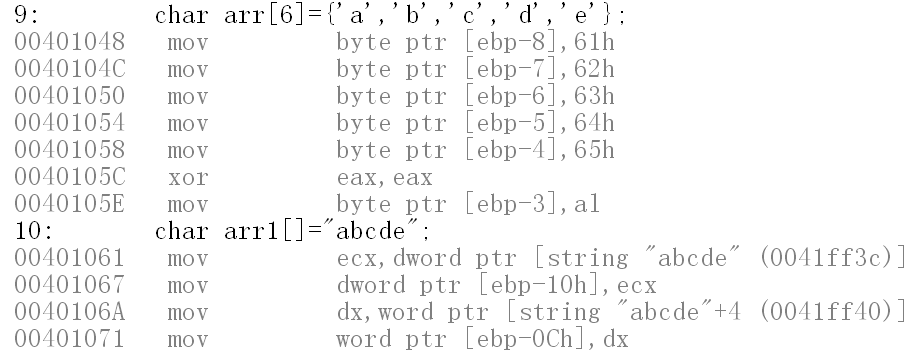 9:        char arr[6]={'a','b','c','d','e'};
00401048   mov         byte ptr [ebp-8],61h
0040104C   mov         byte ptr [ebp-7],62h
00401050   mov         byte ptr [ebp-6],63h
00401054   mov         byte ptr [ebp-5],64h
00401058   mov         byte ptr [ebp-4],65h
0040105C   xor         eax,eax
0040105E   mov         byte ptr [ebp-3],al
10:       char arr1[]="abcde";
00401061   mov         ecx,dword ptr [string "abcde" (0041ff3c)]
00401067   mov         dword ptr [ebp-10h],ecx
0040106A   mov         dx,word ptr [string "abcde"+4 (0041ff40)]
00401071   mov         word ptr [ebp-0Ch],dx